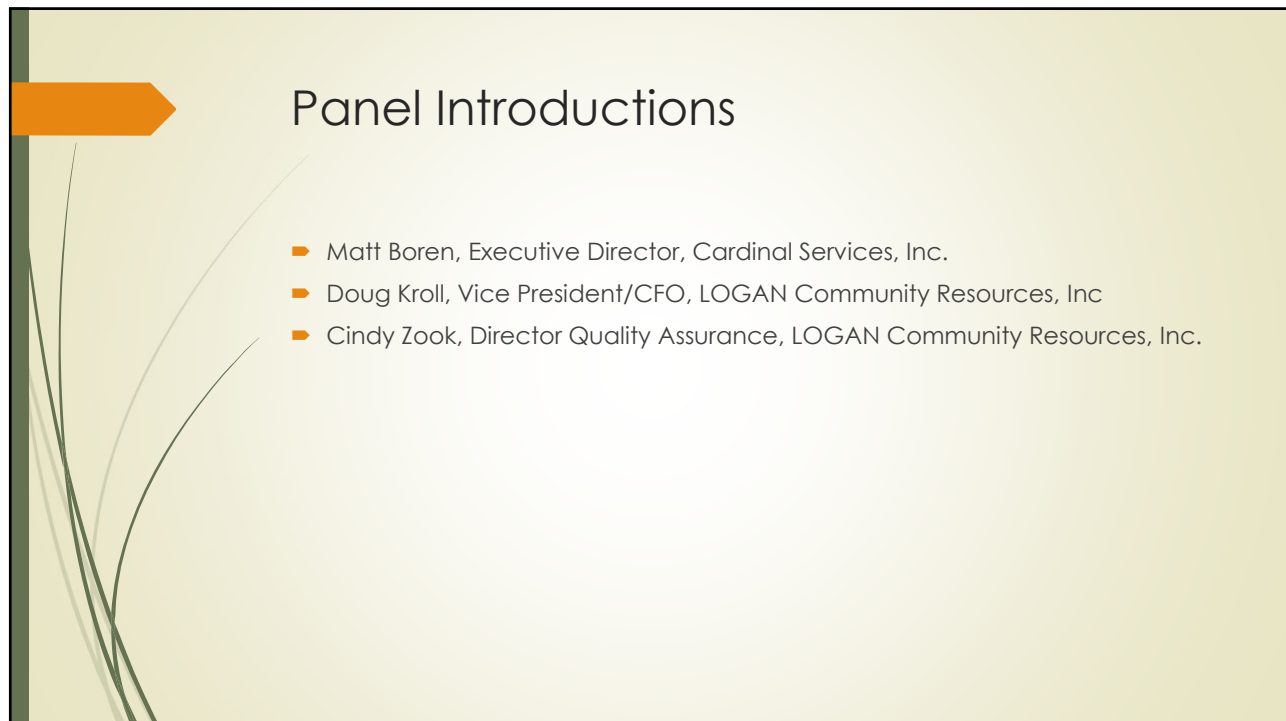 Panel Introductions
Matt Boren, Executive Director, Cardinal Services, Inc.
Doug Kroll, Vice President/CFO, LOGAN Community Resources, Inc
Cindy Zook, Director Quality Assurance, LOGAN Community Resources, Inc.